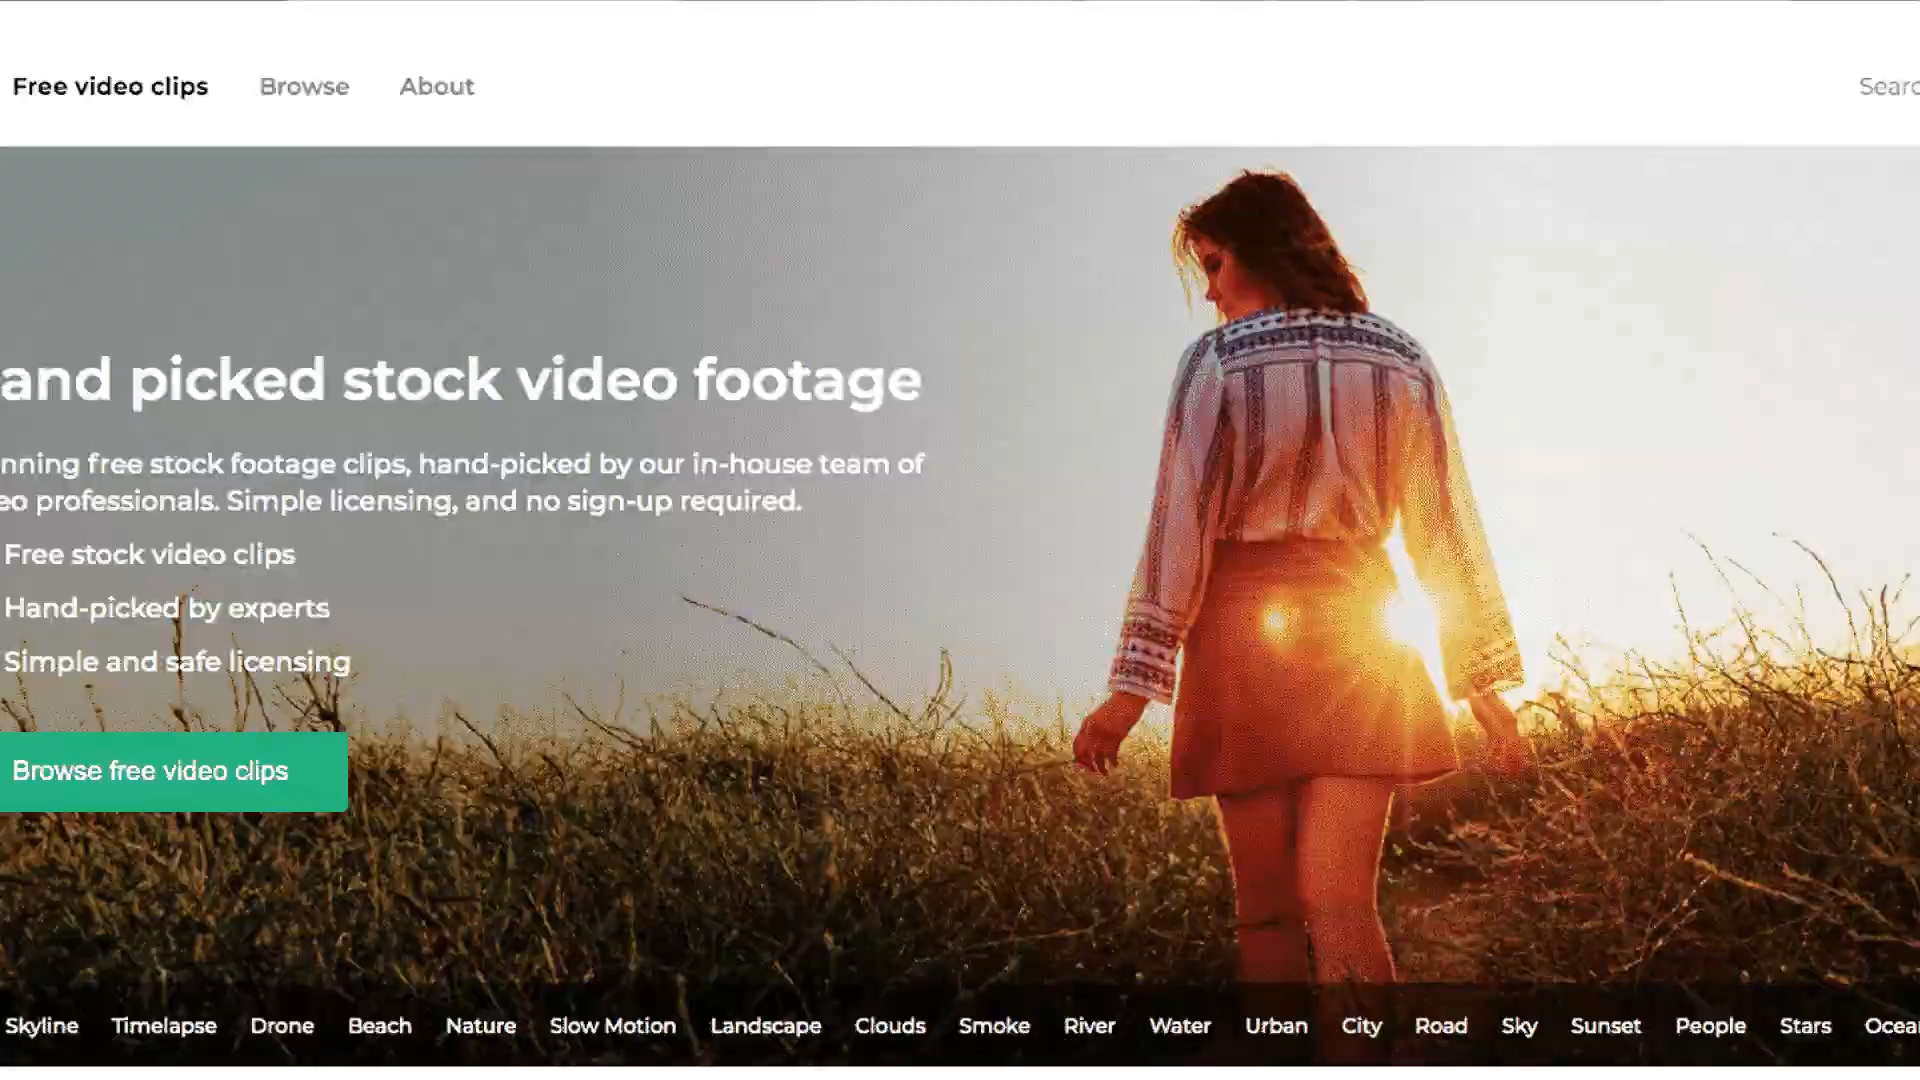 Free video clips Browse About
and picked stock video footage
nning free stock footage clips, hand-picked by our in-house team of
eo professionals. Simple licensing, and no sign-up required.
Free stock video clips
Hand-picked by experts
Simple and safe licensing
Browse free video clips
Skyline Timelapse Drone Beach Nature Slow Motion Landscape Clouds Smoke River Water Urban City Road Sky Sunset People Stars